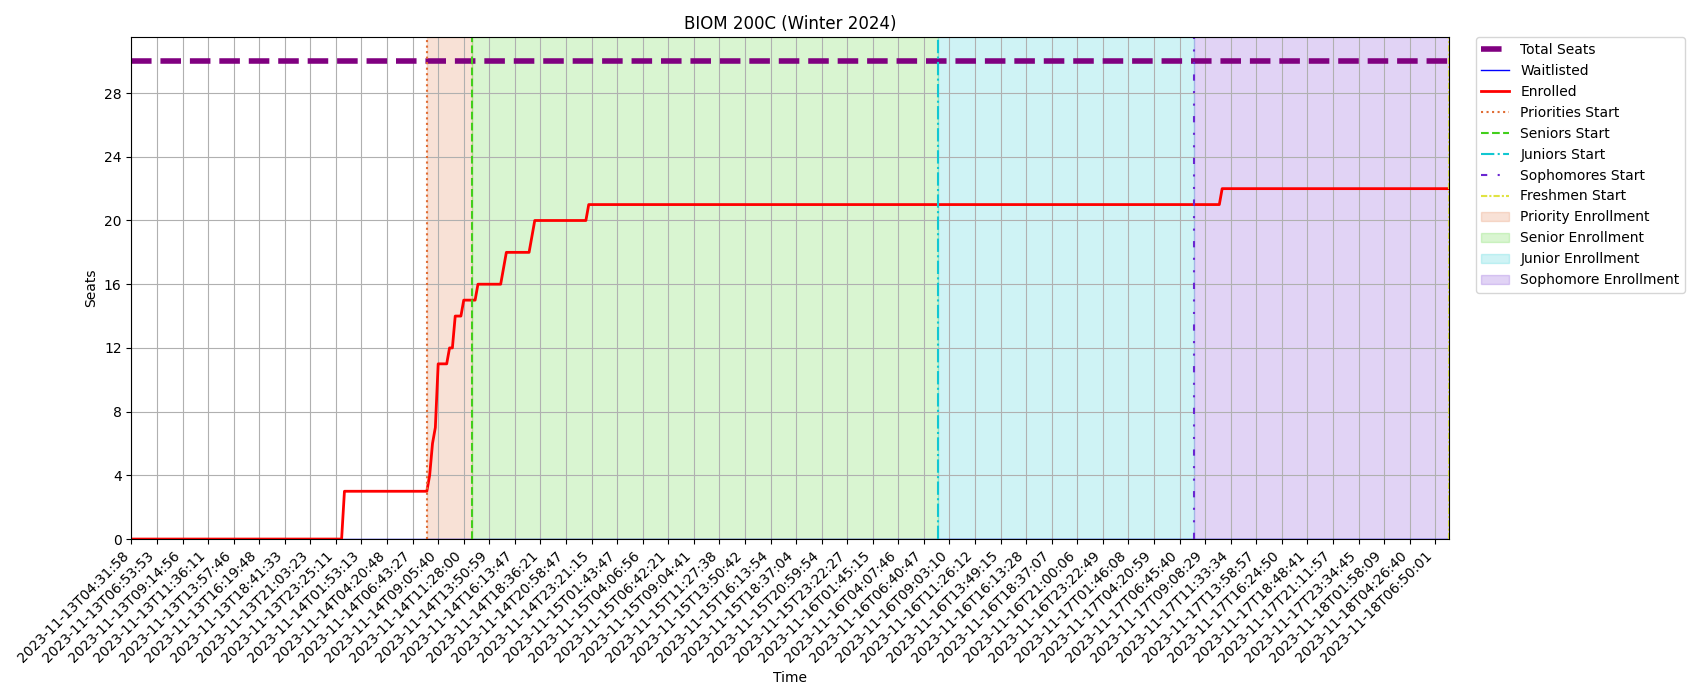 BIOM 200C (Winter 2024)
Seats
28
24
20
16
12
8
4
0
2023-11-13T04:31:58
2023-11-13T06:53:53
2023-11-13T09:14:56
2023-11-13T11:36:11
2023-11-13T13:57:46
2023-11-13T16:19:48
2023-11-13T18:41:33
2023-11-13T21:03:23
2023-11-13T23:25:11
2023-11-14T01:53:13
2023-11-14T04:20:48
2023-11-14T06:43:27
2023-11-14T09:05:40
2023-11-14T11:28:00
2023-11-14T13:50:59
2023-11-14T16:13:47
2023-11-14T18:36:21
2023-11-14T20:58:47
2023-11-14T23:21:15
2023-11-15T01:43:47
2023-11-15T04:06:56
2023-11-15T06:42:21
2023-11-15T09:04:41
2023-11-15T11:27:38
2023-11-15T13:50:42
2023-11-15T16:13:54
2023-11-15T18:37:04
2023-11-15T20:59:54
2023-11-15T23:22:27
2023-11-16T01:45:15
2023-11-16T04:07:46
2023-11-16T06:40:47
2023-11-16T09:03:10
2023-11-16T11:26:12
2023-11-16T13:49:15
2023-11-16T16:13:28
2023-11-16T18:37:07
2023-11-16T21:00:06
2023-11-16T23:22:49
2023-11-17T01:46:09
2023-11-17T04:20:59
2023-11-17T06:45:40
2023-11-17T09:08:29
2023-11-17T11:33:34
2023-11-17T13:58:57
2023-11-17T16:24:50
2023-11-17T18:48:41
2023-11-17T21:11:57
2023-11-17T23:34:45
2023-11-18T01:58:09
2023-11-18T04:26:40
2023-11-18T06:50:01
Time
Total Seats
Waitlisted
Enrolled
Priorities Start
Seniors Start
Juniors Start
Sophomores Start
Freshmen Start
Priority Enrollment
Senior Enrollment
Junior Enrollment
Sophomore Enrollment